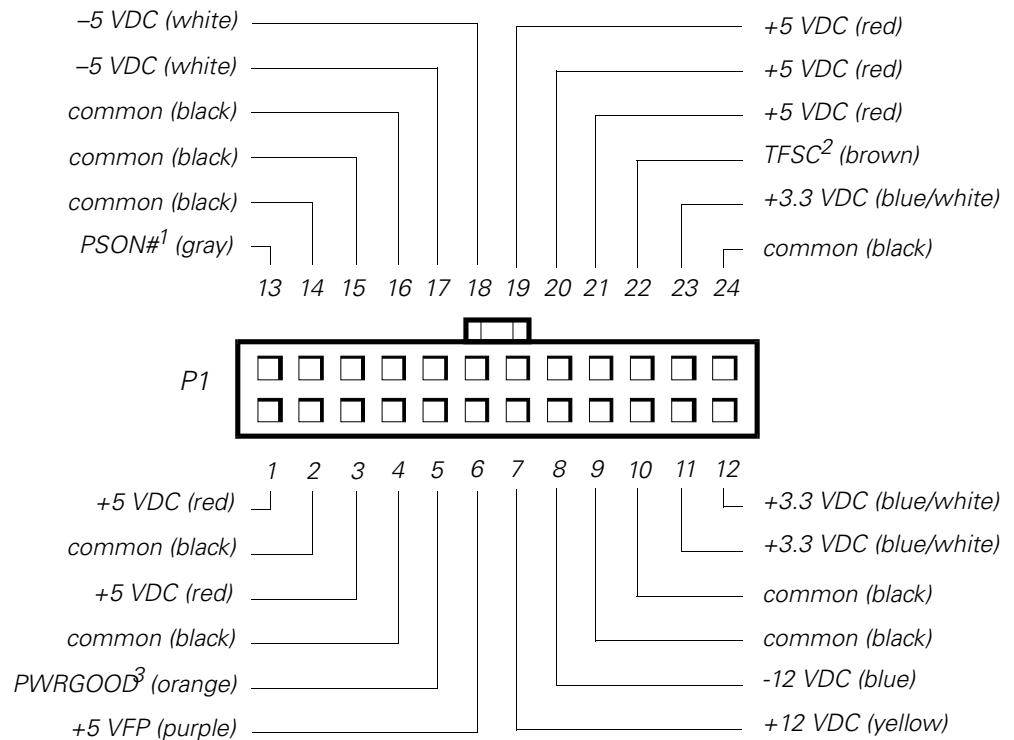 –5 VDC (white)
+5 VDC (red)
–5 VDC (white)
+5 VDC (red)
common (black)
+5 VDC (red)
common (black)
TFSC2 (brown)
common (black)
+3.3 VDC (blue/white)
PSON#1 (gray)
common (black)
13 14 15 16 17 18 19 20 21 22 23 24
P1
1 2 3 4 5 6 7 8 9 10 11 12
+5 VDC (red)
+3.3 VDC (blue/white)
common (black)
+3.3 VDC (blue/white)
+5 VDC (red)
common (black)
common (black)
common (black)
PWRGOOD3 (orange)
-12 VDC (blue)
+5 VFP (purple)
+12 VDC (yellow)